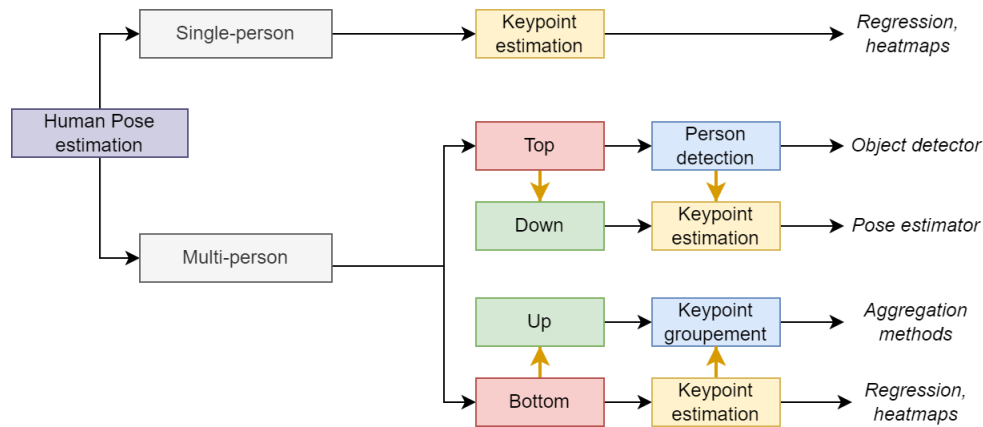 Single-person
Keypoint
estimation
Regression,
heatmaps
Human Pose
estimation
Top
Person
detection
Object detector
Down
Keypoint
estimation
Pose estimator
Multi-person
Up
Keypoint
groupement
Aggregation
methods
Bottom
Keypoint
estimation
Regression,
heatmaps